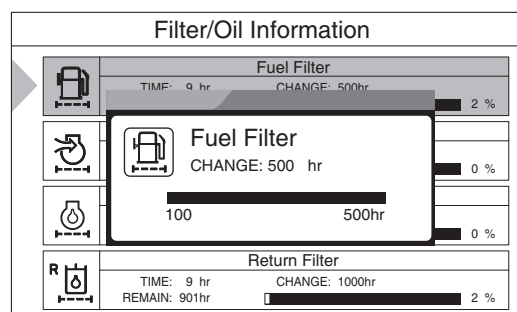 Filter/Oil Information
Fuel Filter
TIME: 9 hr CHANGE: 500hr
2 %
Fuel Filter
CHANGE: 500 hr
0 %
100 500hr
0 %
Return Filter
R
TIME: 9 hr CHANGE: 1000hr
REMAIN: 901hr 2 %